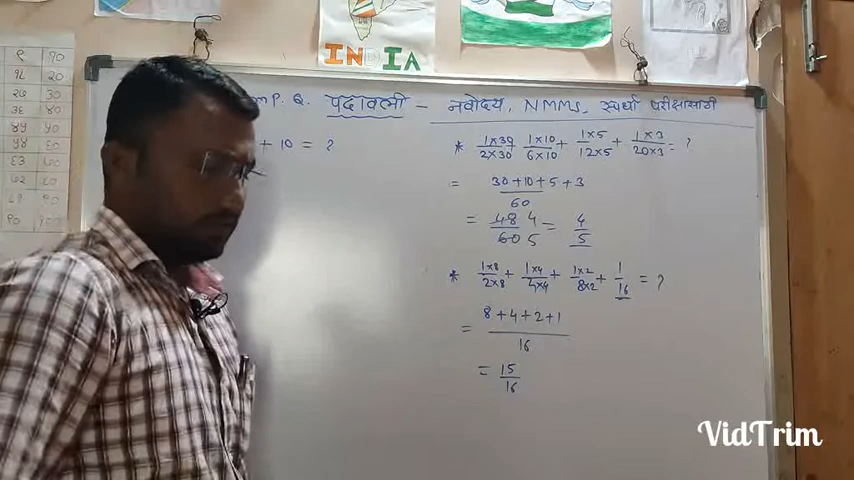 INDIA
P. Q. पदावली - नवोदय, NMMS, स्पर्धा परीक्षासाठी
+ 10 = ?
* 1×30/2×30 1×10/6×10 + 1×5/12×5 + 1×3/20×3 = ?
= 30+10+5+3/60
= 48/60 4/5 = 4/5
* 1×8/2×8 + 1×4/4×4 + 1×2/8×2 + 1/16 = ?
= 8+4+2+1/16
= 15/16
VidTrim